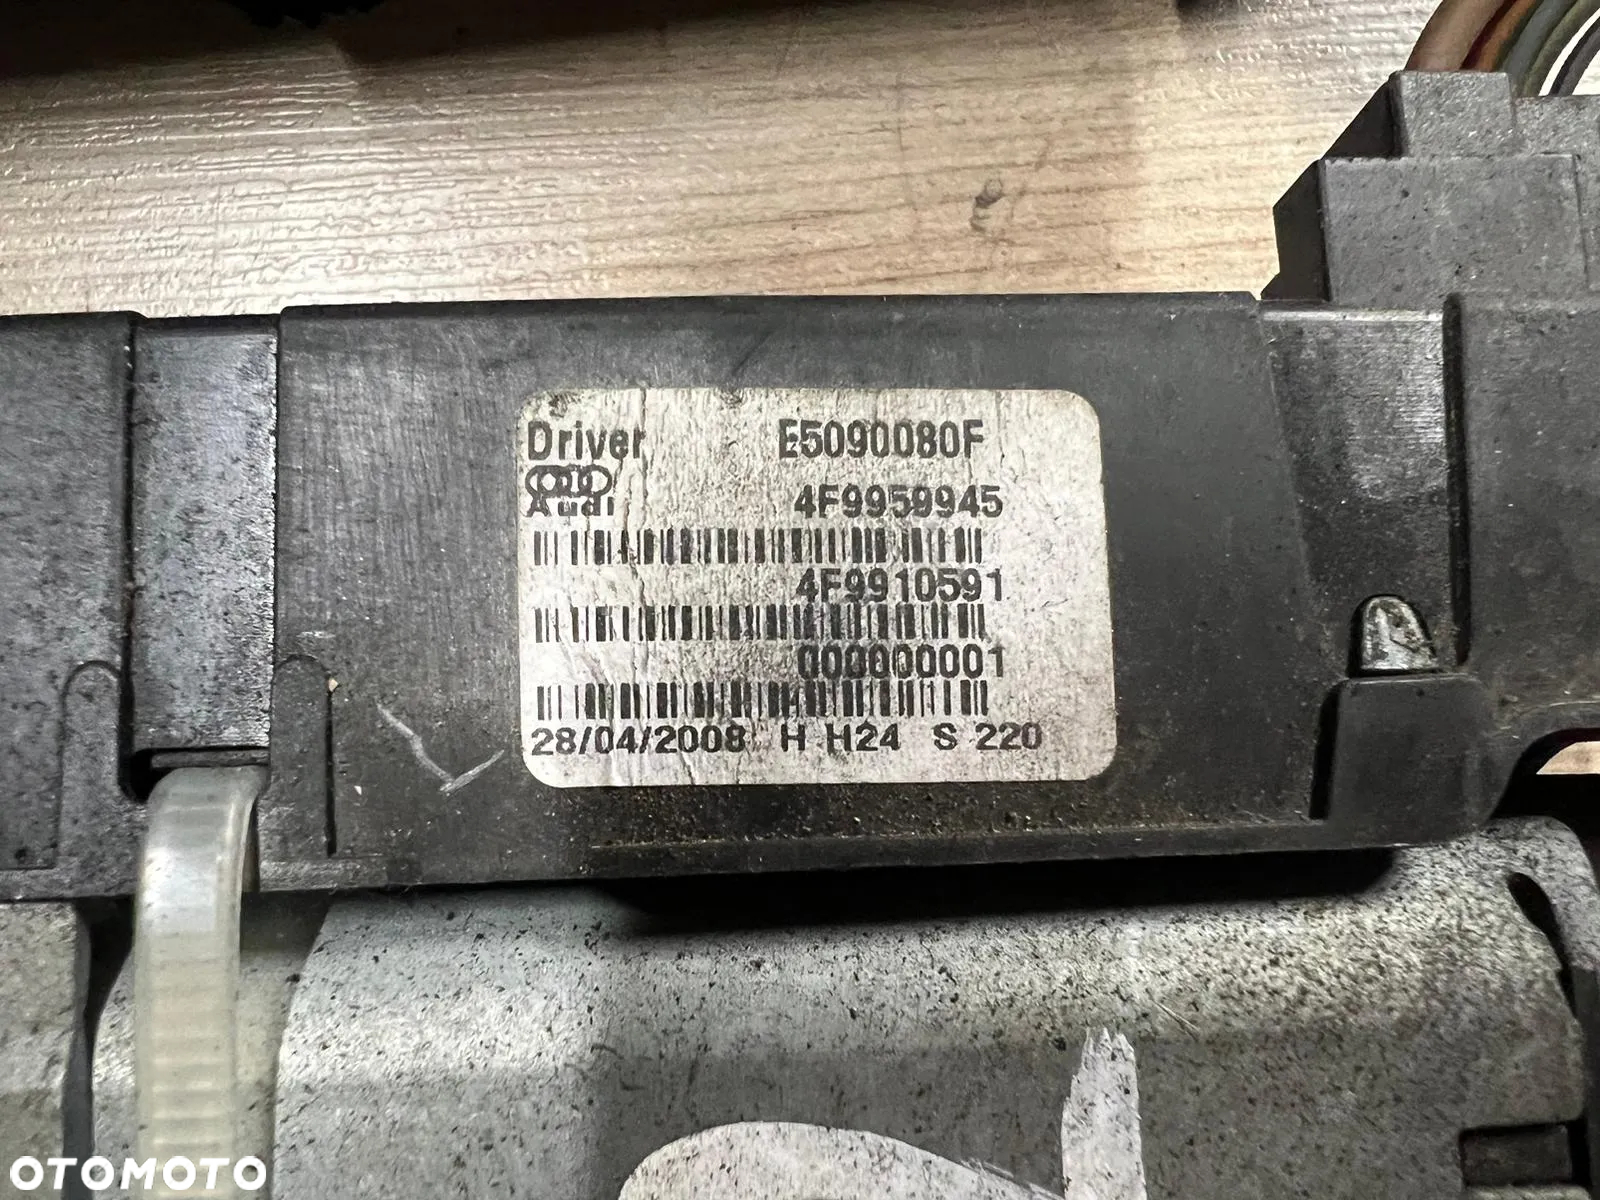 Driver E5090080F
Audi 4F9959945
4F9910591
000000001
28/04/2008 H H24 S 220
OTOMOTO